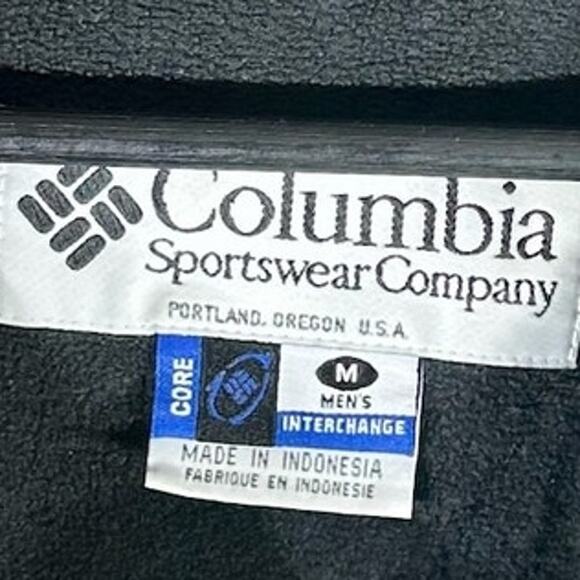 Columbia
Sportswear Company
PORTLAND, OREGON U.S.A.
CORE
M
MEN'S
INTERCHANGE
MADE IN INDONESIA
FABRIQUE EN INDONESIE